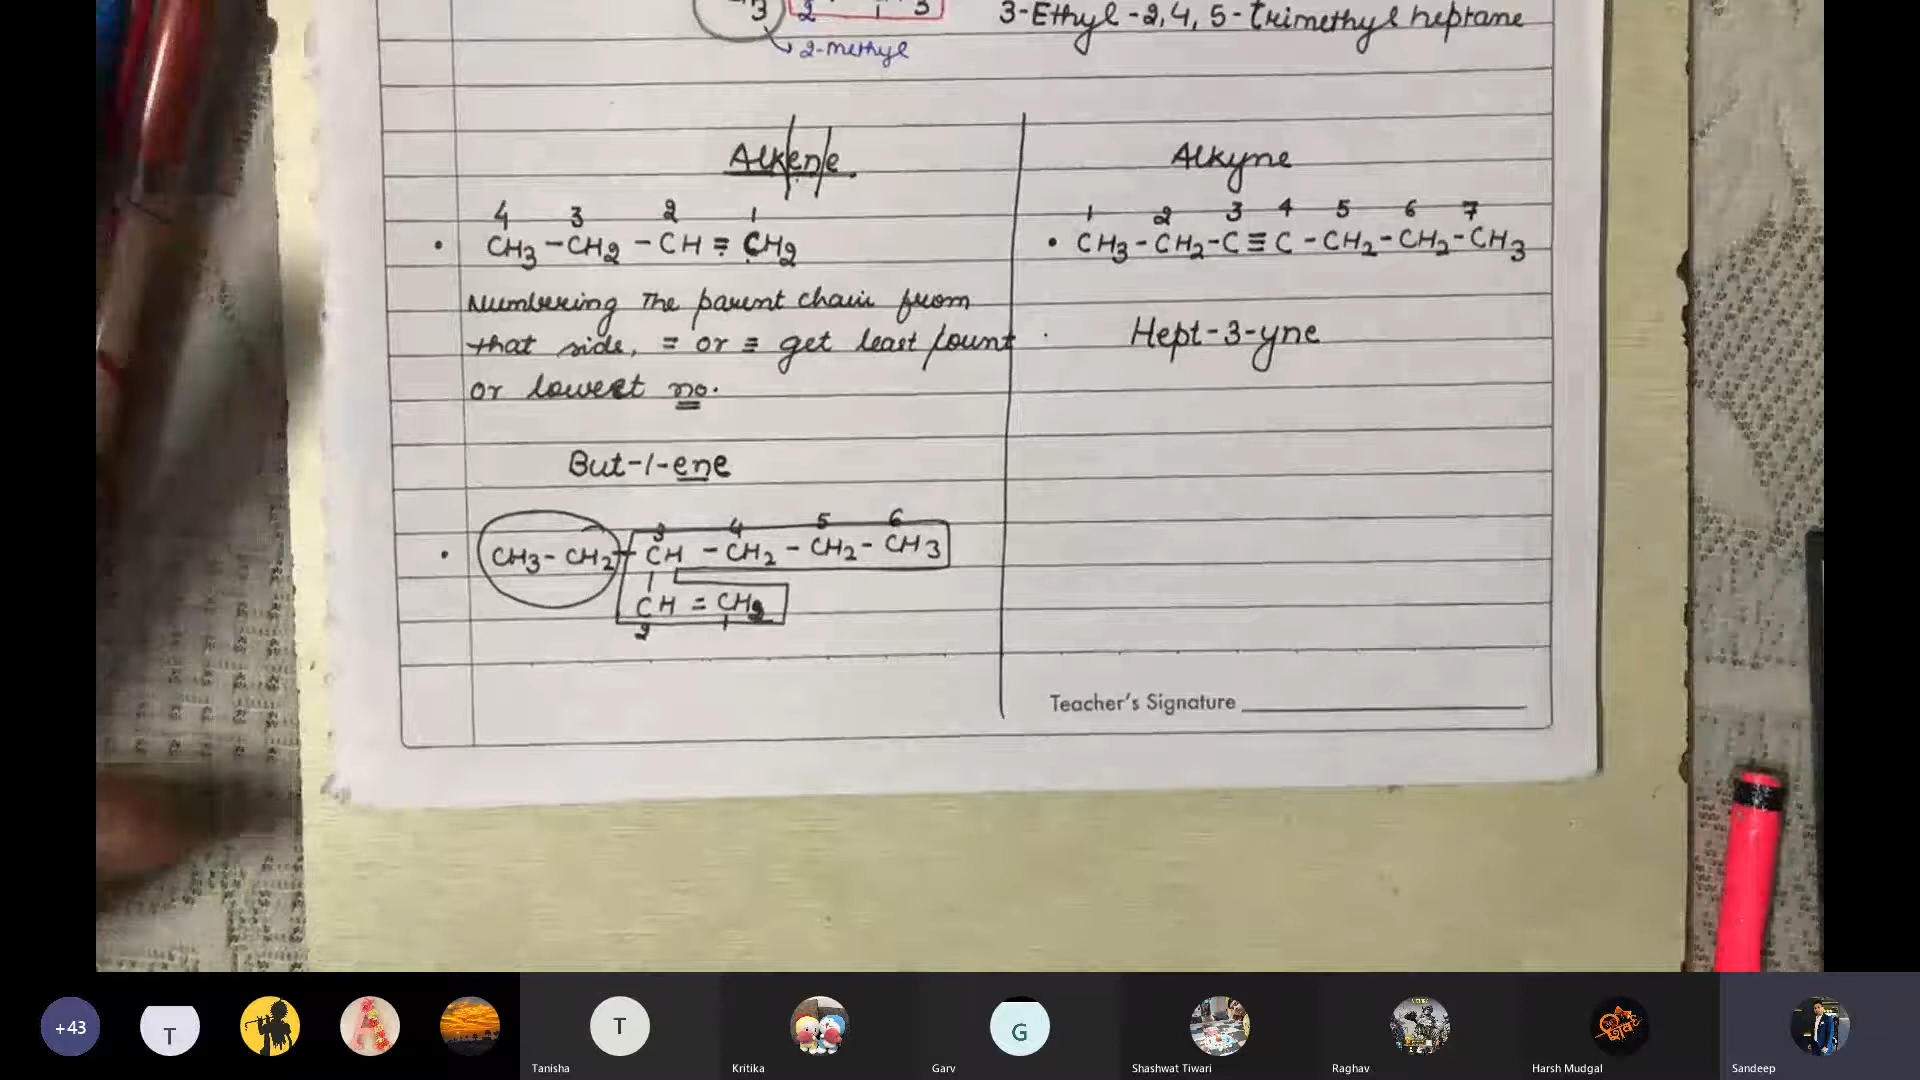 3 2 1 3 3-Ethyl-2,4,5-trimethyl heptane
2-methyl
Alkene
4 3 2 1
CH3-CH2-CH=CH2
Numbering The parent chain from
that side, = or ≡ get least count
or lowest no.
But-1-ene
3 4 5 6
CH3-CH2-CH-CH2-CH2-CH3
|
CH=CH2
2 1
Alkyne
1 2 3 4 5 6 7
CH3-CH2-C≡C-CH2-CH2-CH3
Hept-3-yne
Teacher's Signature
+43
T
T
G
Tanisha
Kritika
Garv
Shashwat Tiwari
Raghav
Harsh Mudgal
Sandeep